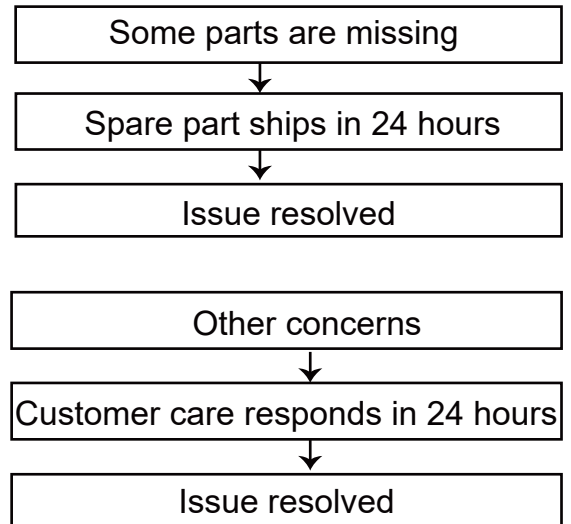 Some parts are missing
Spare part ships in 24 hours
Issue resolved
Other concerns
Customer care responds in 24 hours
Issue resolved